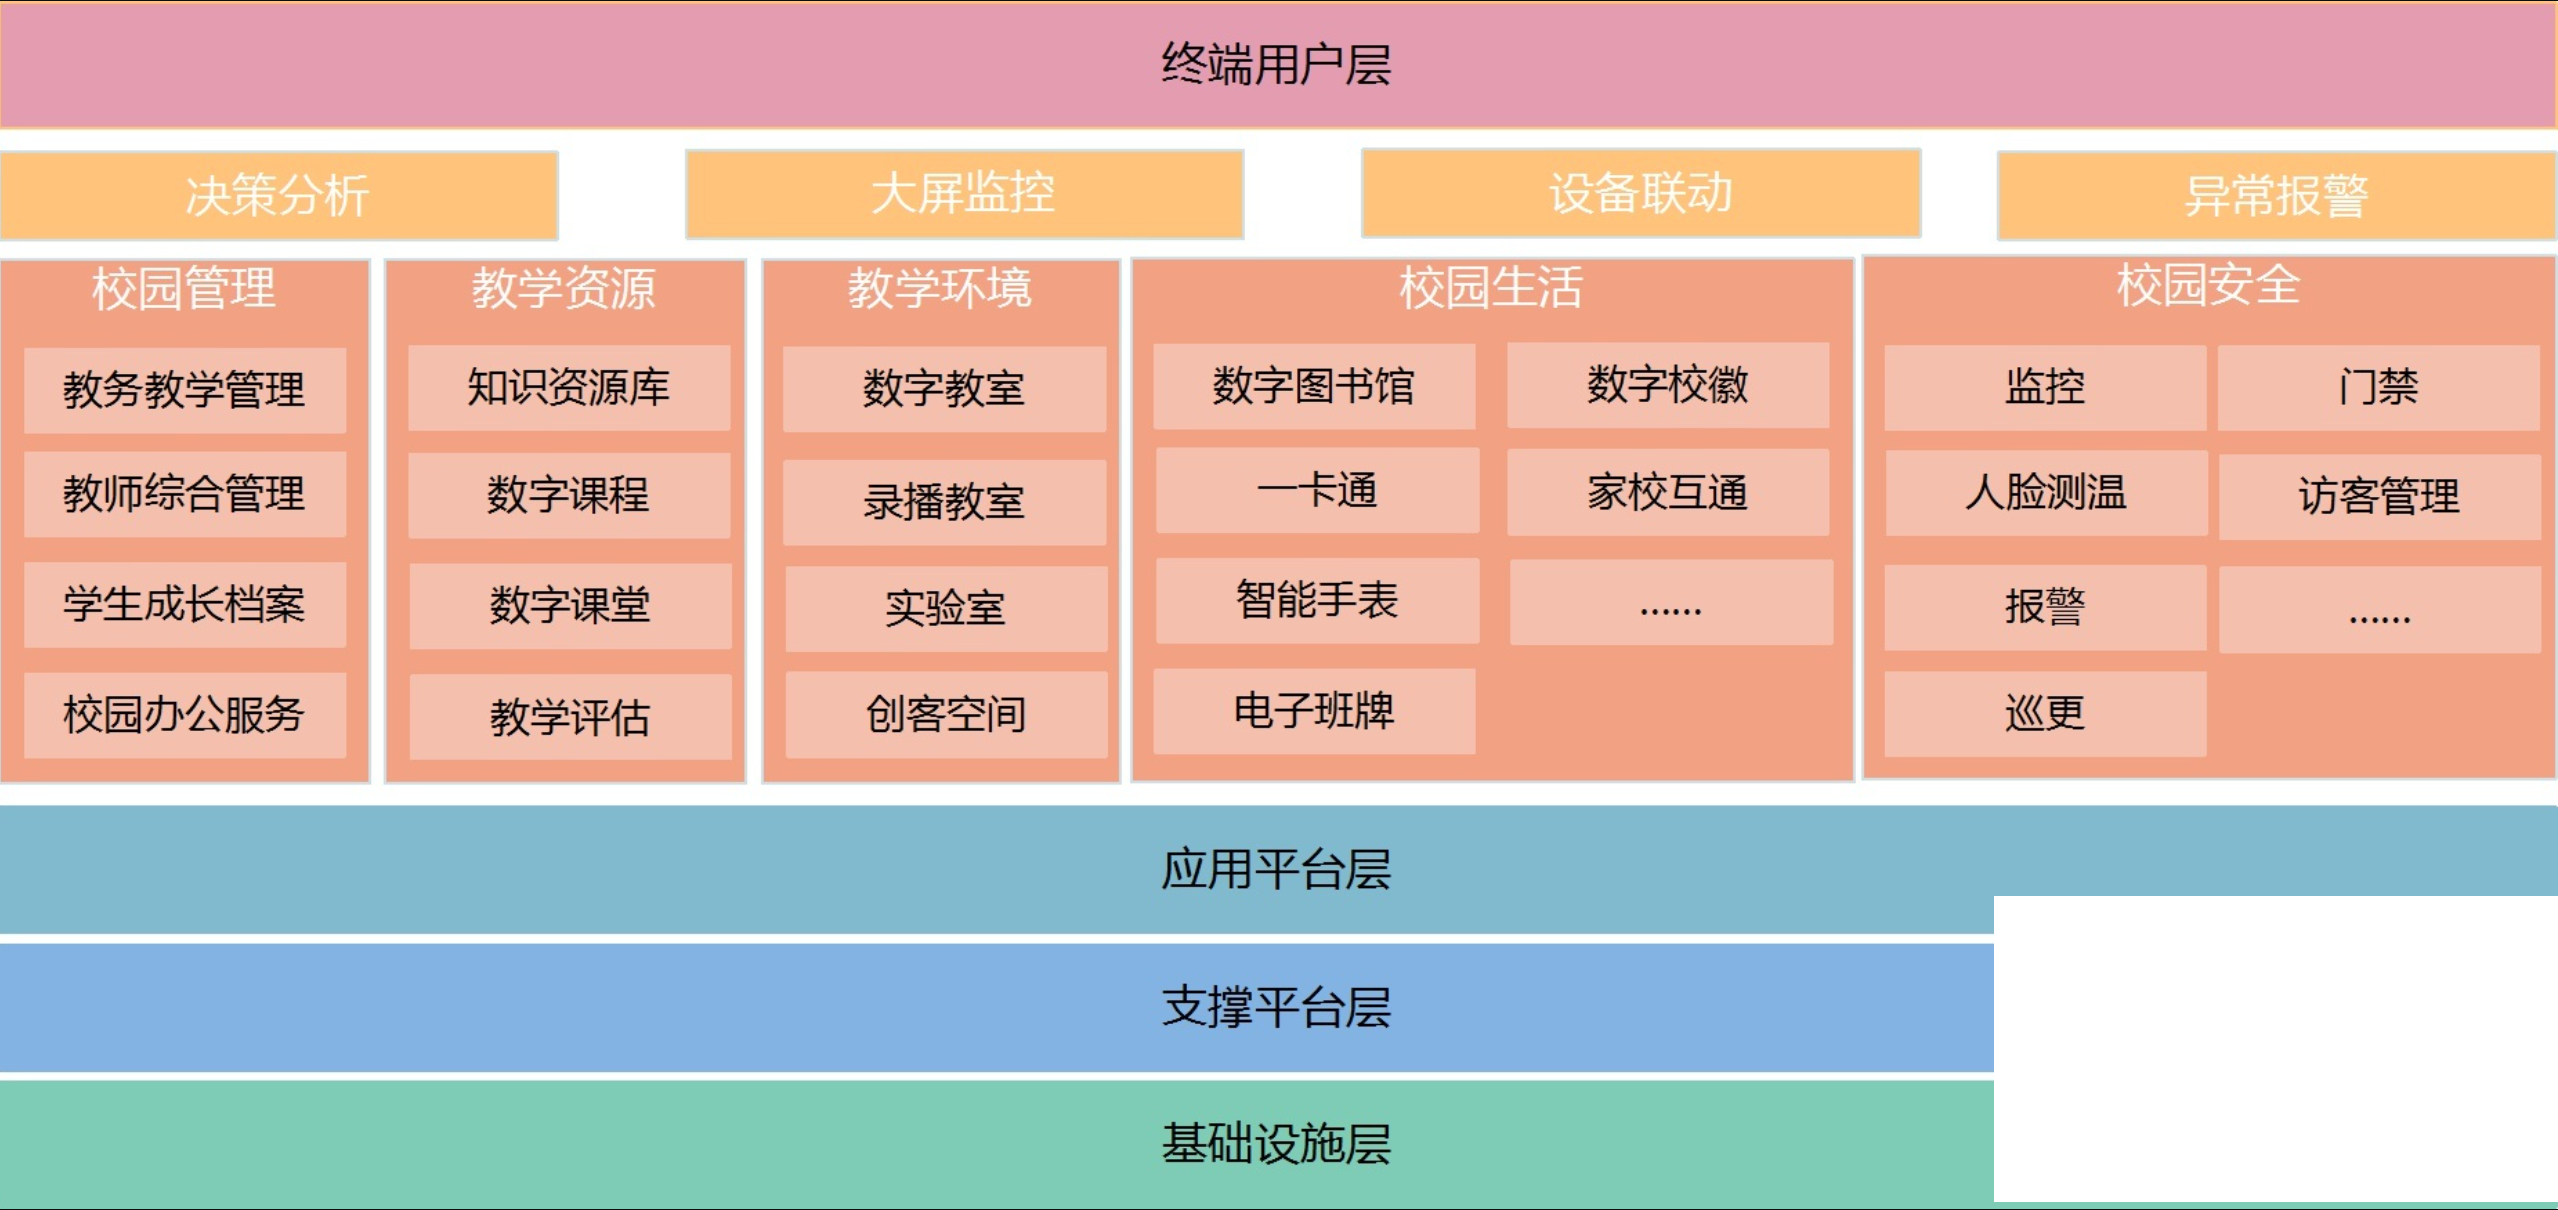 终端用户层
决策分析
大屏监控
设备联动
异常报警
校园管理
教务教学管理
教师综合管理
学生成长档案
校园办公服务
教学资源
知识资源库
数字课程
数字课堂
教学评估
教学环境
数字教室
录播教室
实验室
创客空间
校园生活
数字图书馆
数字校徽
一卡通
家校互通
智能手表
……
电子班牌
校园安全
监控
门禁
人脸测温
访客管理
报警
……
巡更
应用平台层
支撑平台层
基础设施层